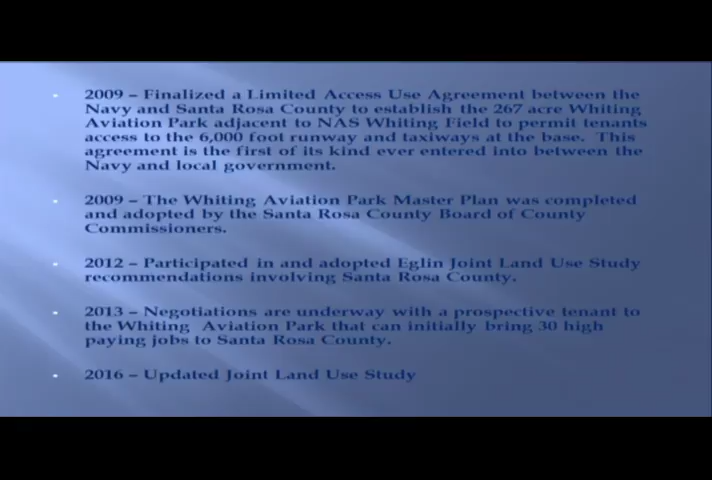 2009 – Finalized a Limited Access Use Agreement between the
Navy and Santa Rosa County to establish the 267 acre Whiting
Aviation Park adjacent to NAS Whiting Field to permit tenants
access to the 6,000 foot runway and taxiways at the base. This
agreement is the first of its kind ever entered into between the
Navy and local government.
2009 – The Whiting Aviation Park Master Plan was completed
and adopted by the Santa Rosa County Board of County
Commissioners.
2012 – Participated in and adopted Eglin Joint Land Use Study
recommendations involving Santa Rosa County.
2013 – Negotiations are underway with a prospective tenant to
the Whiting Aviation Park that can initially bring 30 high
paying jobs to Santa Rosa County.
2016 – Updated Joint Land Use Study